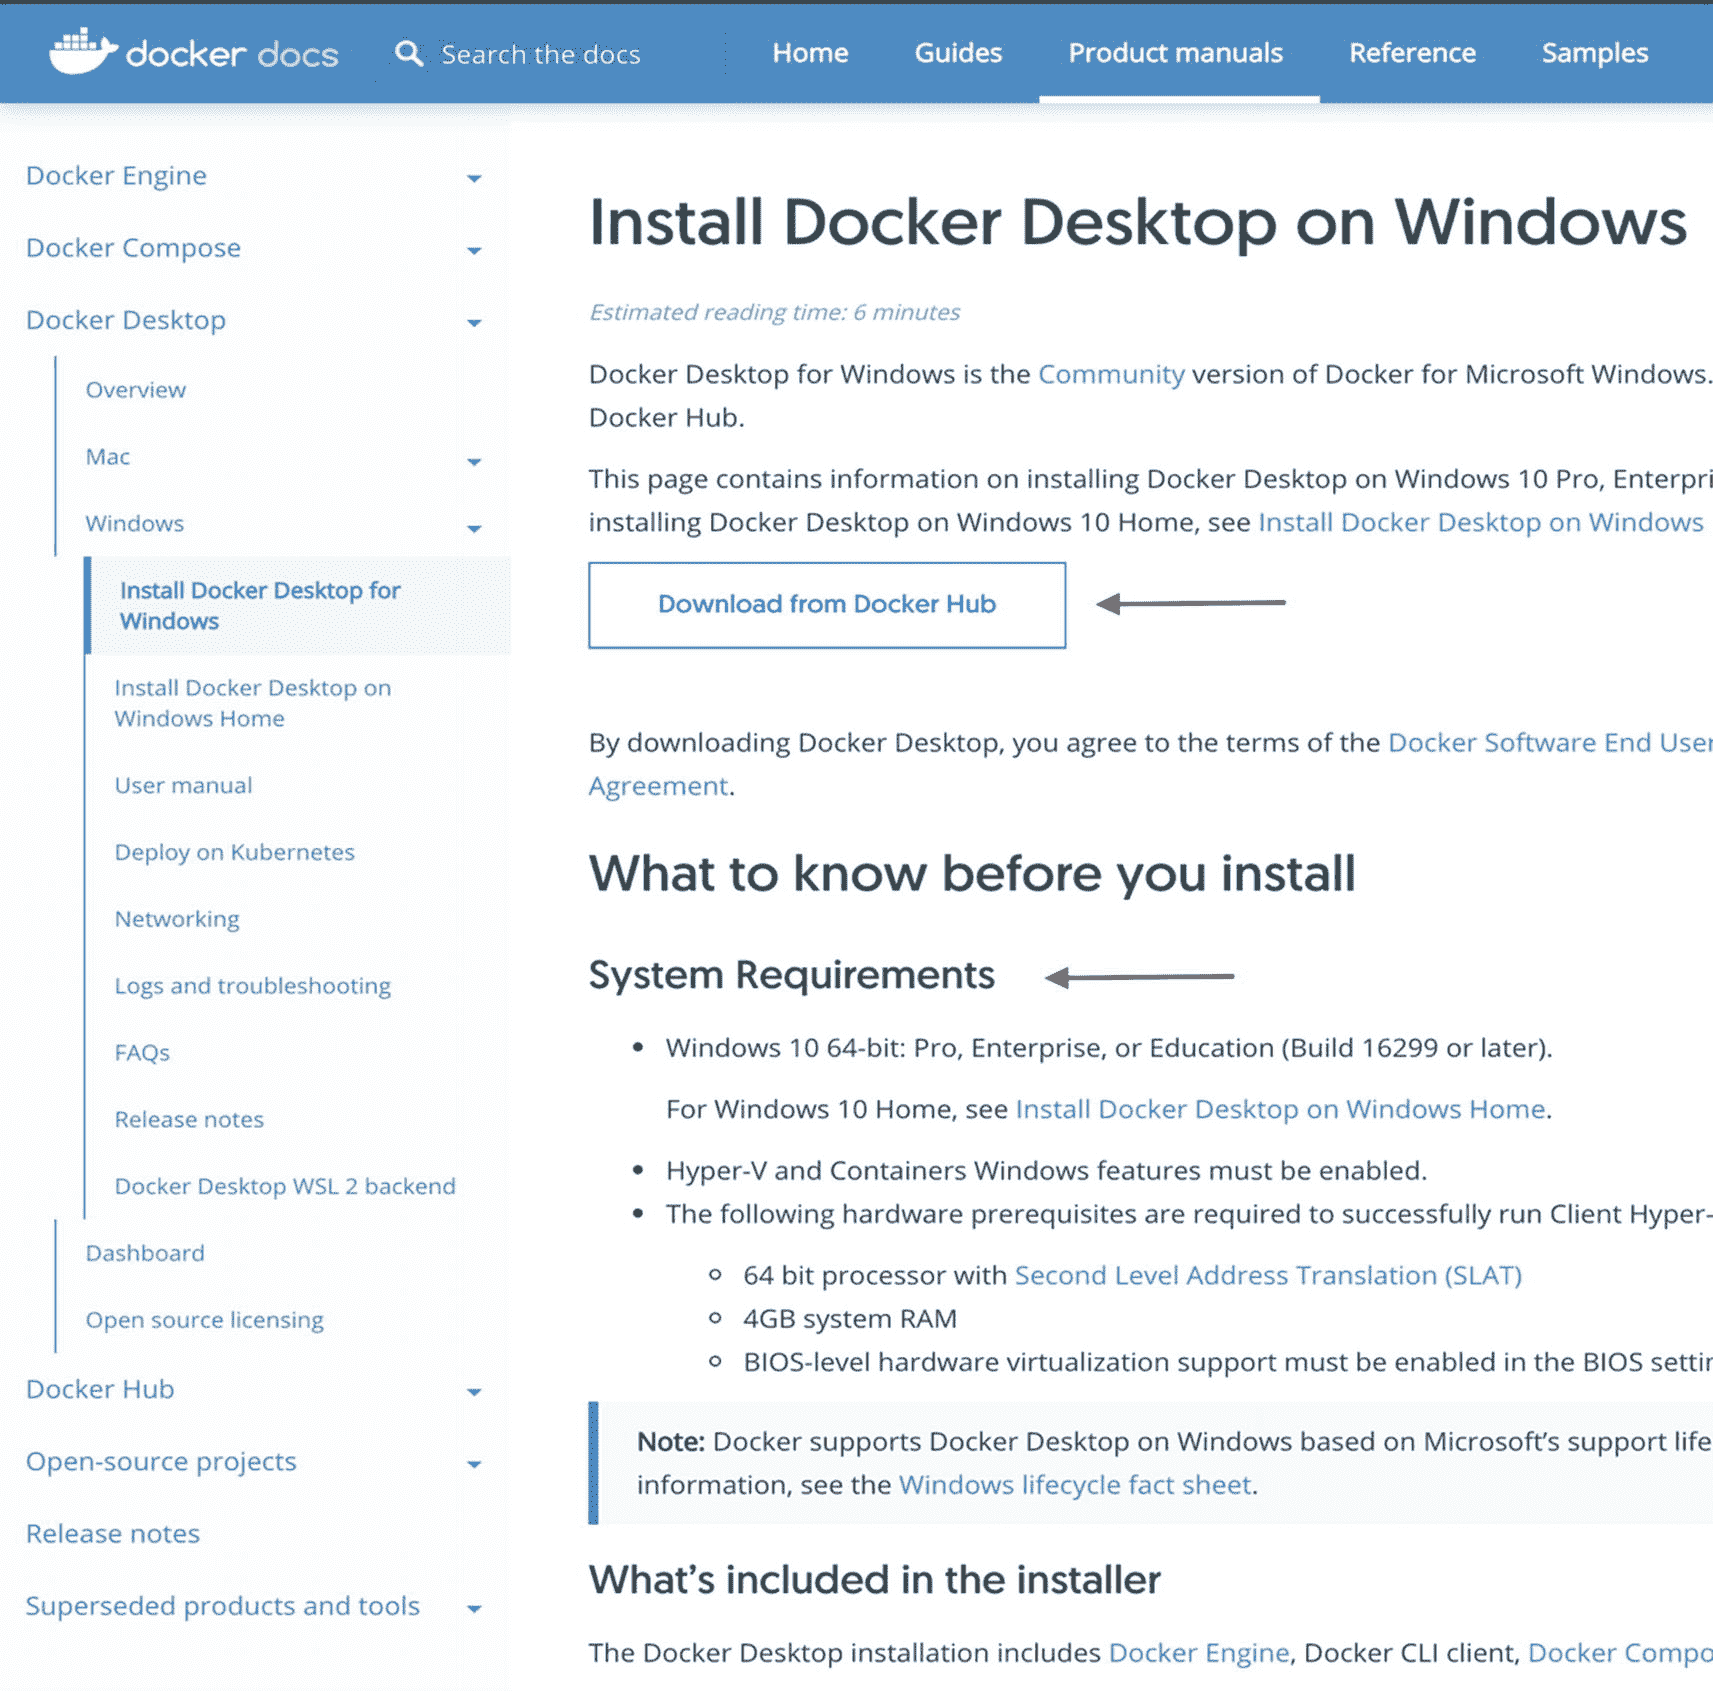 docker docs
Search the docs
Home
Guides
Product manuals
Reference
Samples
Docker Engine
Docker Compose
Docker Desktop
Overview
Mac
Windows
Install Docker Desktop for
Windows
Install Docker Desktop on
Windows Home
User manual
Deploy on Kubernetes
Networking
Logs and troubleshooting
FAQs
Release notes
Docker Desktop WSL 2 backend
Dashboard
Open source licensing
Docker Hub
Open-source projects
Release notes
Superseded products and tools
Install Docker Desktop on Windows
Estimated reading time: 6 minutes
Docker Desktop for Windows is the Community version of Docker for Microsoft Windows.
Docker Hub.
This page contains information on installing Docker Desktop on Windows 10 Pro, Enterpri
installing Docker Desktop on Windows 10 Home, see Install Docker Desktop on Windows
Download from Docker Hub
By downloading Docker Desktop, you agree to the terms of the Docker Software End User
Agreement.
What to know before you install
System Requirements
• Windows 10 64-bit: Pro, Enterprise, or Education (Build 16299 or later).
For Windows 10 Home, see Install Docker Desktop on Windows Home.
• Hyper-V and Containers Windows features must be enabled.
• The following hardware prerequisites are required to successfully run Client Hyper-
○ 64 bit processor with Second Level Address Translation (SLAT)
○ 4GB system RAM
○ BIOS-level hardware virtualization support must be enabled in the BIOS settin
Note: Docker supports Docker Desktop on Windows based on Microsoft’s support life
information, see the Windows lifecycle fact sheet.
What’s included in the installer
The Docker Desktop installation includes Docker Engine, Docker CLI client, Docker Compo